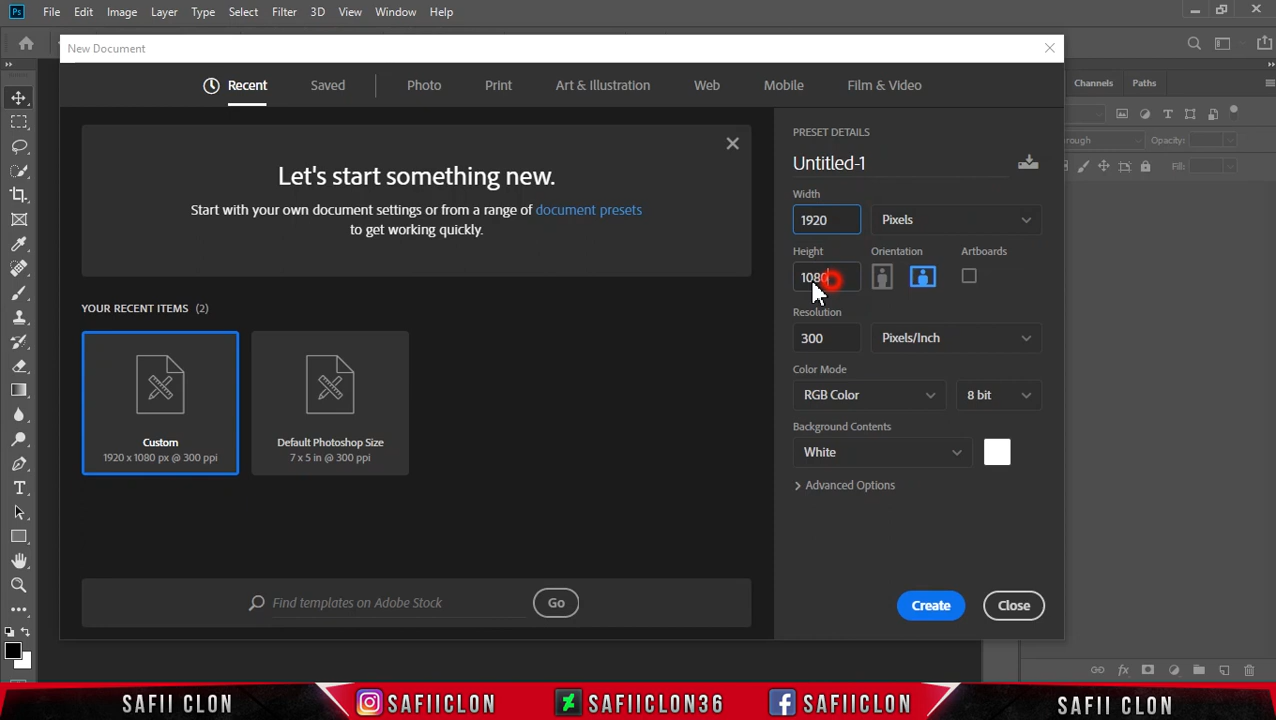 Ps File Edit Image Layer Type Select Filter 3D View Window Help
New Document
Recent Saved Photo Print Art & Illustration Web Mobile Film & Video
Channels Paths
Let's start something new.
Start with your own document settings or from a range of document presets
to get working quickly.
YOUR RECENT ITEMS (2)
Custom
1920 x 1080 px @ 300 ppi
Default Photoshop Size
7 x 5 in @ 300 ppi
Find templates on Adobe Stock Go
PRESET DETAILS
Untitled-1
Width
1920 Pixels
Height Orientation Artboards
1080
Resolution
300 Pixels/Inch
Color Mode
RGB Color 8 bit
Background Contents
White
Advanced Options
Create Close
Opacity:
Fill:
fx
SAFII CLON SAFIICLON SAFIICLON36 SAFIICLON SAFII CLON